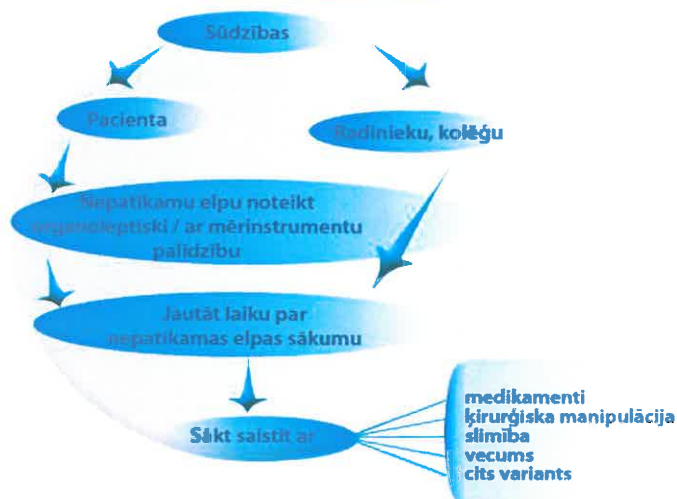 Sūdzības
Pacienta
Radinieku, kolēģu
Nepatīkamu elpu noteikt
organoleptiski / ar mērinstrumentu
palīdzību
Jautāt laiku par
nepatīkamas elpas sākumu
Sākt saistīt ar
medikamenti
ķirurģiska manipulācija
slimība
vecums
cits variants